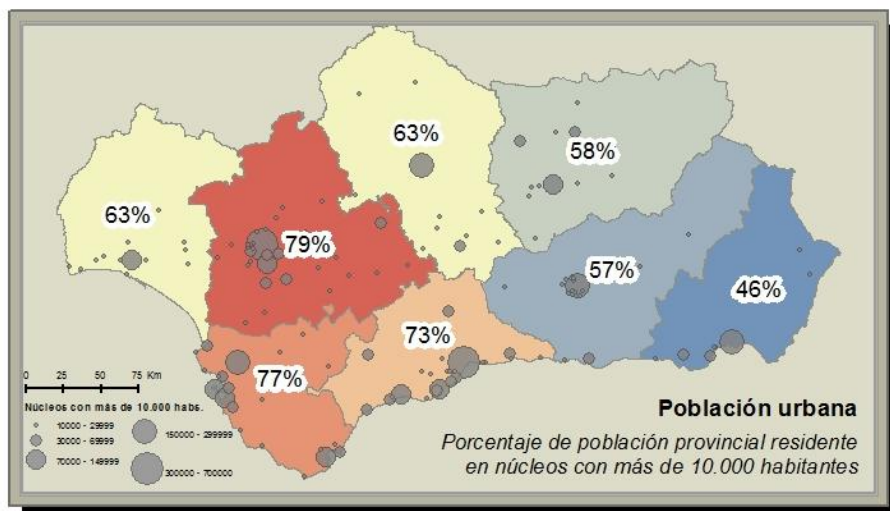 63%
58%
63%
79%
57%
46%
73%
77%
0 25 50 75 Km
Núcleos con más de 10.000 habs.
10000 - 29999
30000 - 69999
70000 - 149999
150000 - 299999
300000 - 700000
Población urbana
Porcentaje de población provincial residente
en núcleos con más de 10.000 habitantes